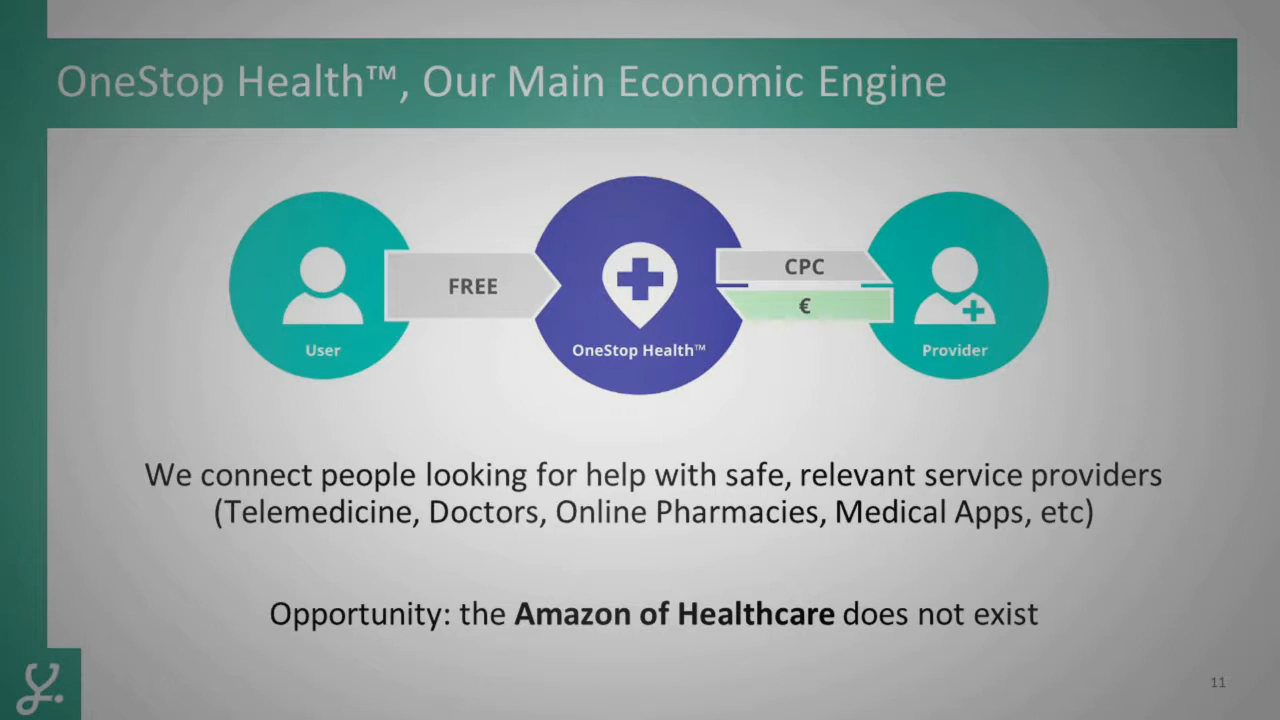 OneStop Health™, Our Main Economic Engine
FREE
CPC
€
User
OneStop Health™
Provider
We connect people looking for help with safe, relevant service providers
(Telemedicine, Doctors, Online Pharmacies, Medical Apps, etc)
Opportunity: the Amazon of Healthcare does not exist
11